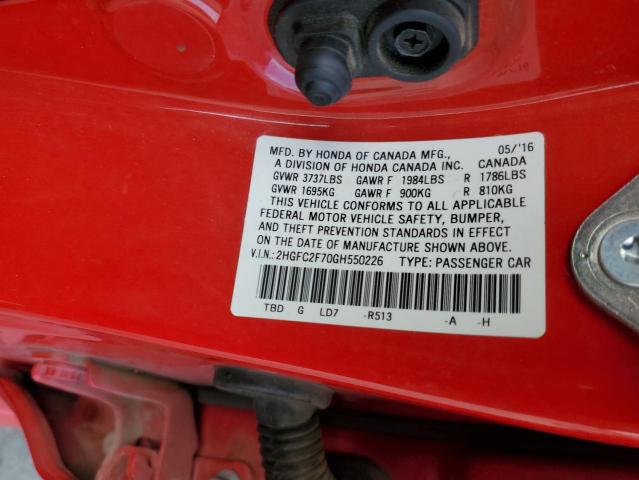 MFD. BY HONDA OF CANADA MFG., 05/'16
A DIVISION OF HONDA CANADA INC. CANADA
GVWR 3737LBS GAWR F 1984LBS R 1786LBS
GVWR 1695KG GAWR F 900KG R 810KG
THIS VEHICLE CONFORMS TO ALL APPLICABLE
FEDERAL MOTOR VEHICLE SAFETY, BUMPER,
AND THEFT PREVENTION STANDARDS IN EFFECT
ON THE DATE OF MANUFACTURE SHOWN ABOVE.
V.I.N.: 2HGFC2F70GH550226 TYPE: PASSENGER CAR
TBD G LD7 -R513 -A -H